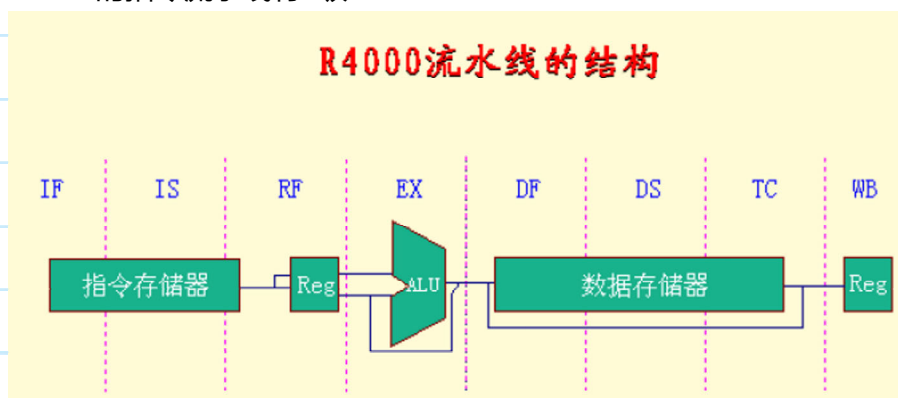 R4000流水线的结构
IF IS RF EX DF DS TC WB
指令存储器 Reg ALU 数据存储器 Reg